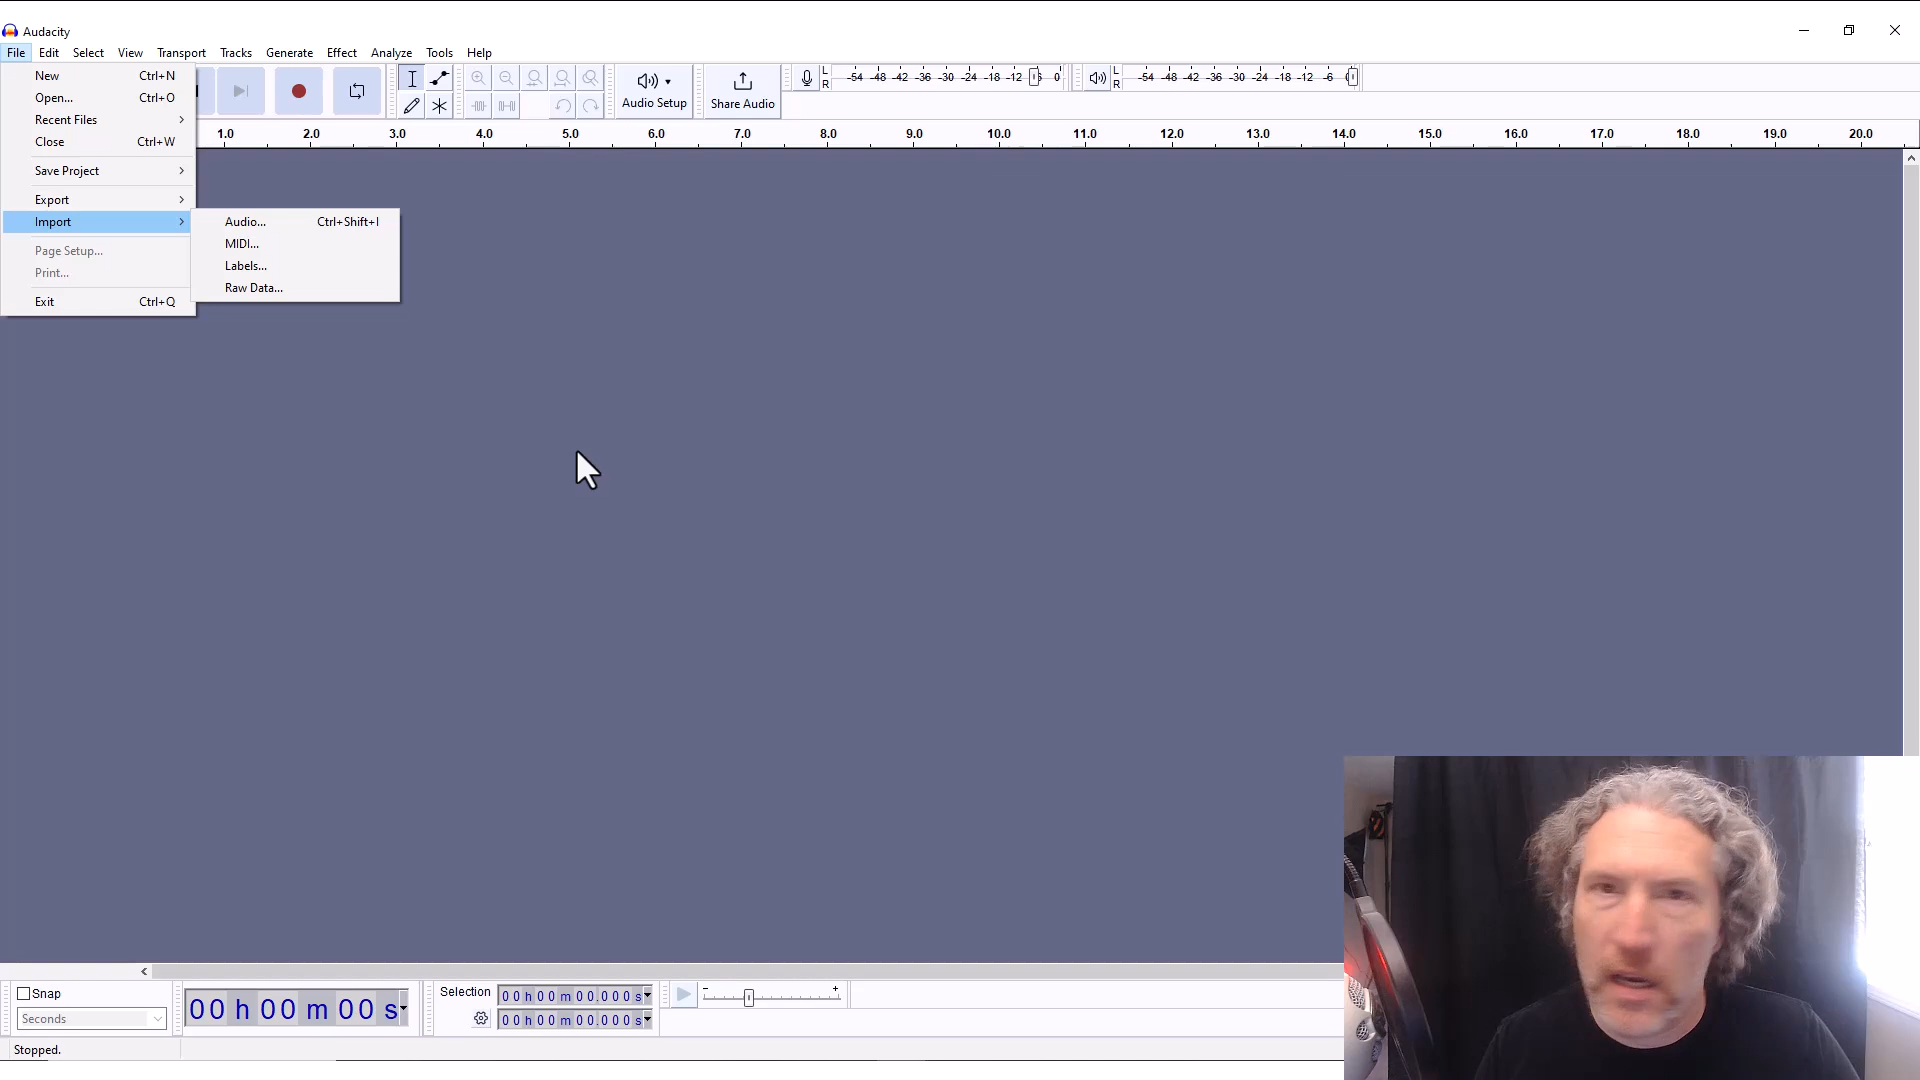 Audacity
File Edit Select View Transport Tracks Generate Effect Analyze Tools Help
New Ctrl+N
Open... Ctrl+O
Recent Files
Close Ctrl+W
Save Project
Export
Import
Page Setup...
Print...
Exit Ctrl+Q
Audio... Ctrl+Shift+I
MIDI...
Labels...
Raw Data...
Audio Setup
Share Audio
L
R
-54 -48 -42 -36 -30 -24 -18 -12 -6 0
L
R
-54 -48 -42 -36 -30 -24 -18 -12 -6 0
1.0 2.0 3.0 4.0 5.0 6.0 7.0 8.0 9.0 10.0 11.0 12.0 13.0 14.0 15.0 16.0 17.0 18.0 19.0 20.0
Snap
Seconds
00 h 00 m 00 s
Selection
00 h 00 m 00.000 s
00 h 00 m 00.000 s
Stopped.